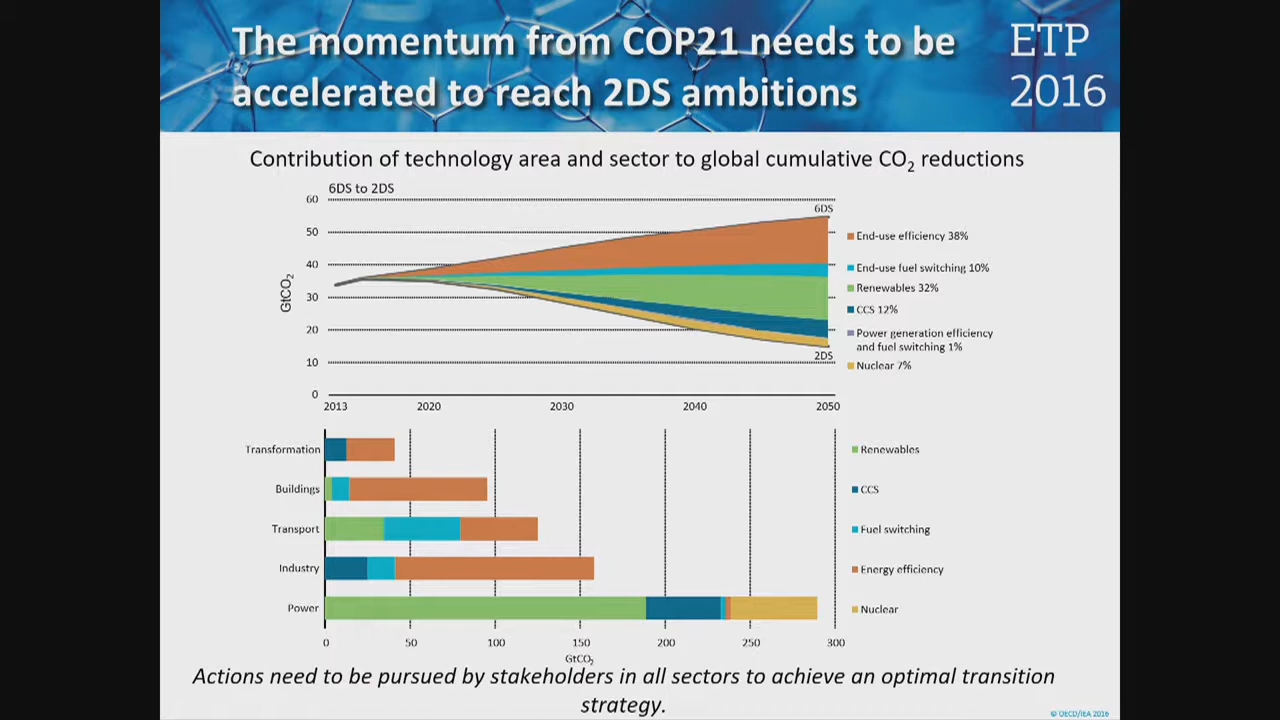 The momentum from COP21 needs to be
accelerated to reach 2DS ambitions
ETP
2016
Contribution of technology area and sector to global cumulative CO2 reductions
6DS to 2DS
60
50
40
30
20
10
0
GtCO2
6DS
2DS
2013
2020
2030
2040
2050
End-use efficiency 38%
End-use fuel switching 10%
Renewables 32%
CCS 12%
Power generation efficiency
and fuel switching 1%
Nuclear 7%
Transformation
Buildings
Transport
Industry
Power
Renewables
CCS
Fuel switching
Energy efficiency
Nuclear
0
50
100
150
200
250
300
GtCO2
Actions need to be pursued by stakeholders in all sectors to achieve an optimal transition
strategy.
© OECD/IEA 2016